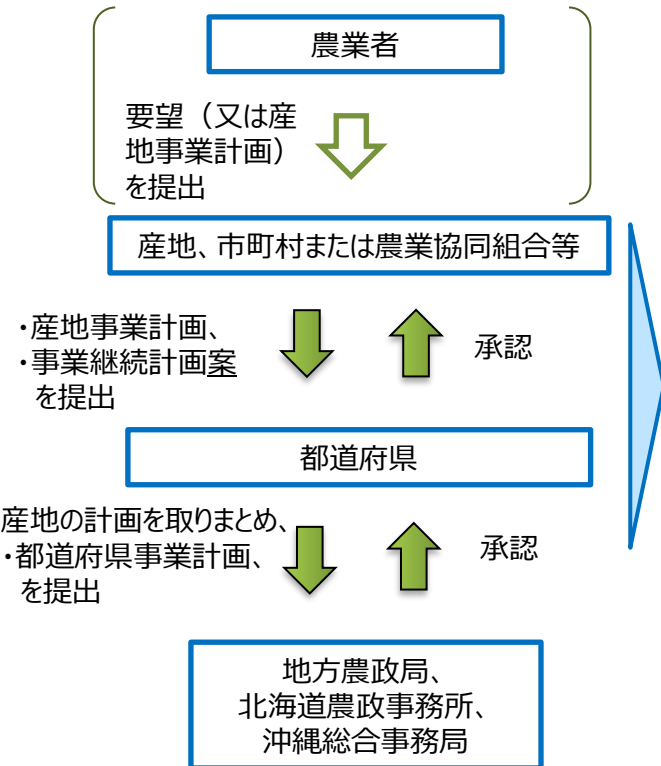 農業者
要望（又は産
地事業計画）
を提出
産地、市町村または農業協同組合等
・産地事業計画、
・事業継続計画案
を提出
承認
都道府県
産地の計画を取りまとめ、
・都道府県事業計画、
を提出
承認
地方農政局、
北海道農政事務所、
沖縄総合事務局